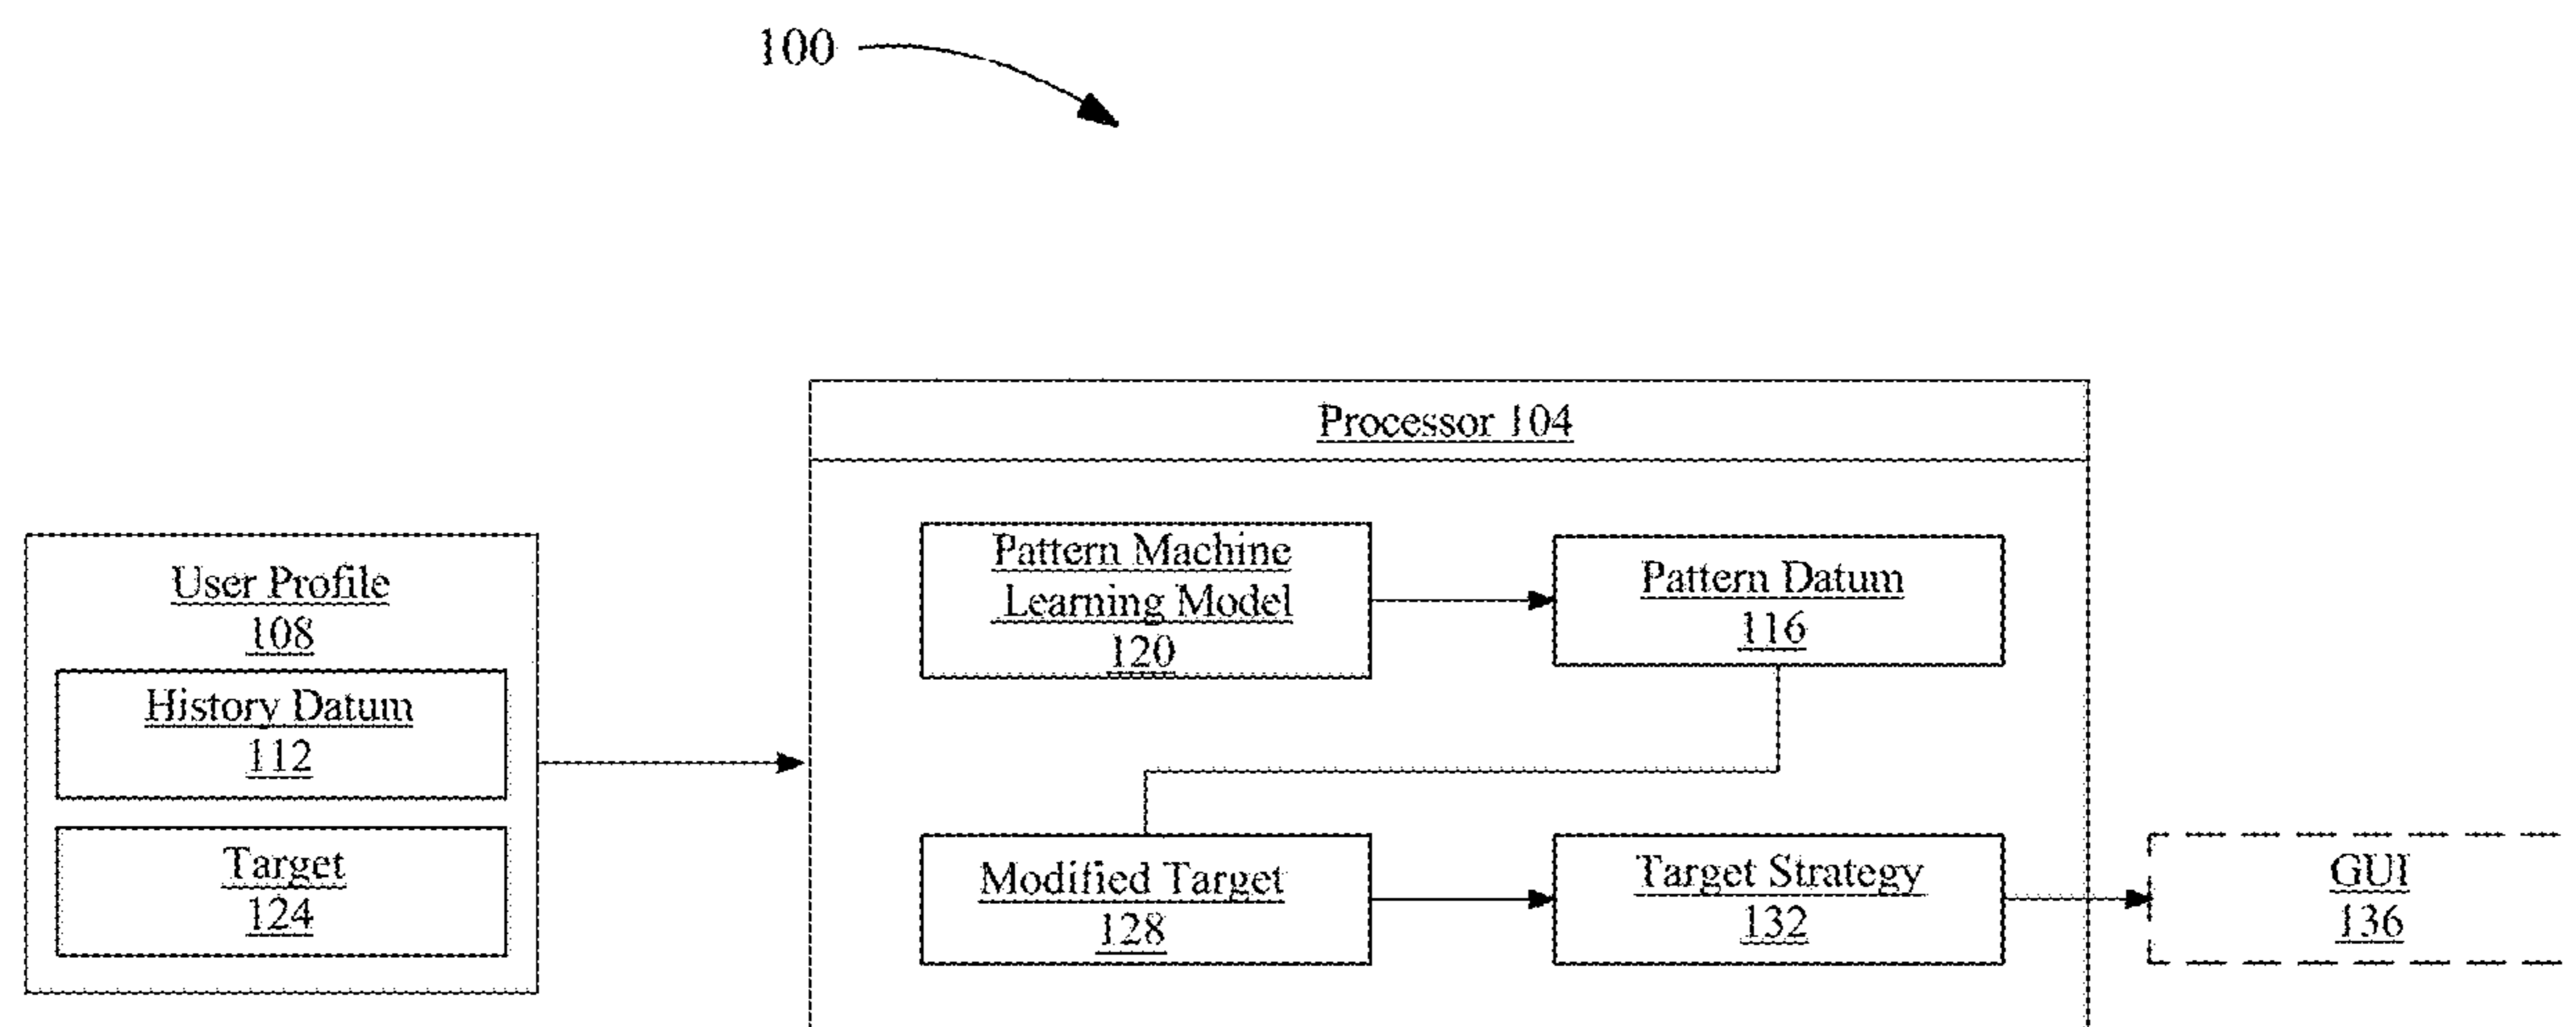 100
Processor 104
User Profile
108
History Datum
112
Target
124
Pattern Machine
Learning Model
120
Pattern Datum
116
Modified Target
128
Target Strategy
132
GUI
136